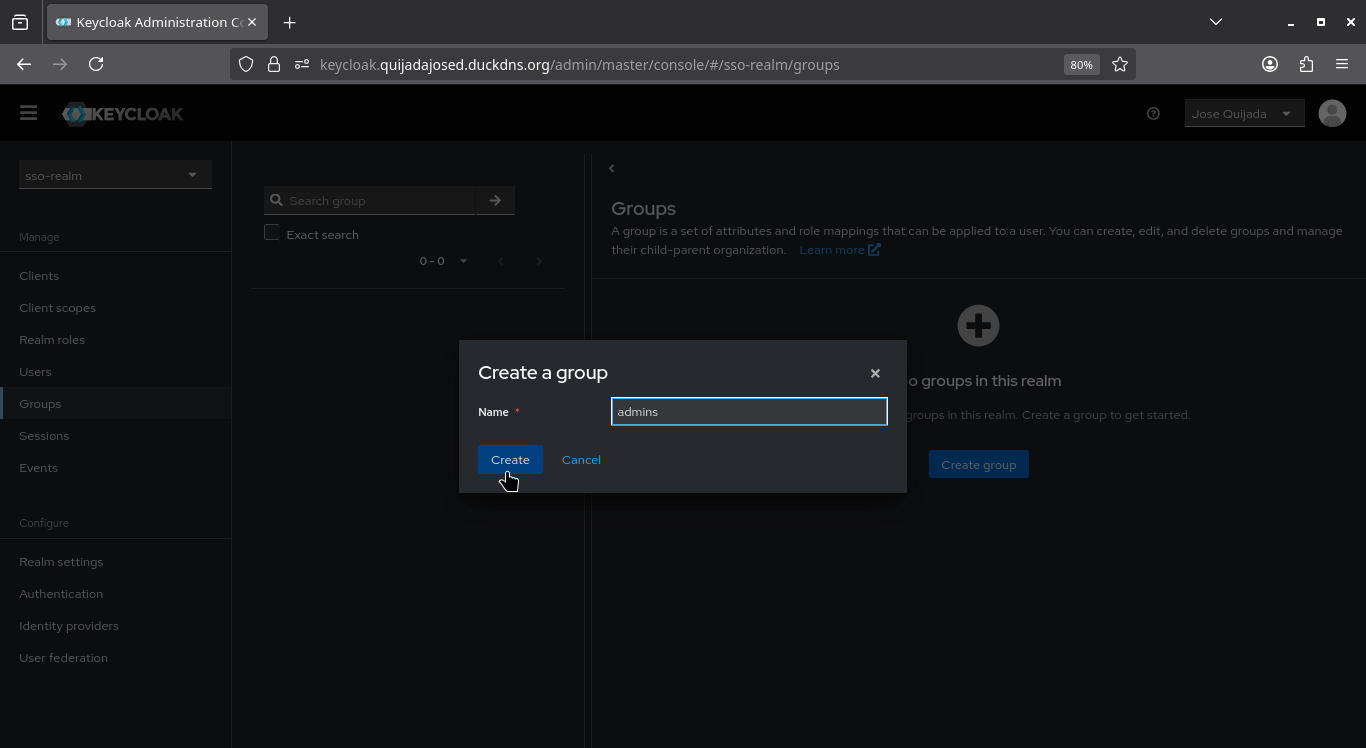 Keycloak Administration Co
keycloak.quijadajosed.duckdns.org/admin/master/console/#/sso-realm/groups
80%
KEYCLOAK
Jose Quijada
sso-realm
Manage
Clients
Client scopes
Realm roles
Users
Groups
Sessions
Events
Configure
Realm settings
Authentication
Identity providers
User federation
Search group
Exact search
0 - 0
Groups
A group is a set of attributes and role mappings that can be applied to a user. You can create, edit, and delete groups and manage
their child-parent organization. Learn more
o groups in this realm
groups in this realm. Create a group to get started.
Create group
Create a group
Name *
admins
Create
Cancel